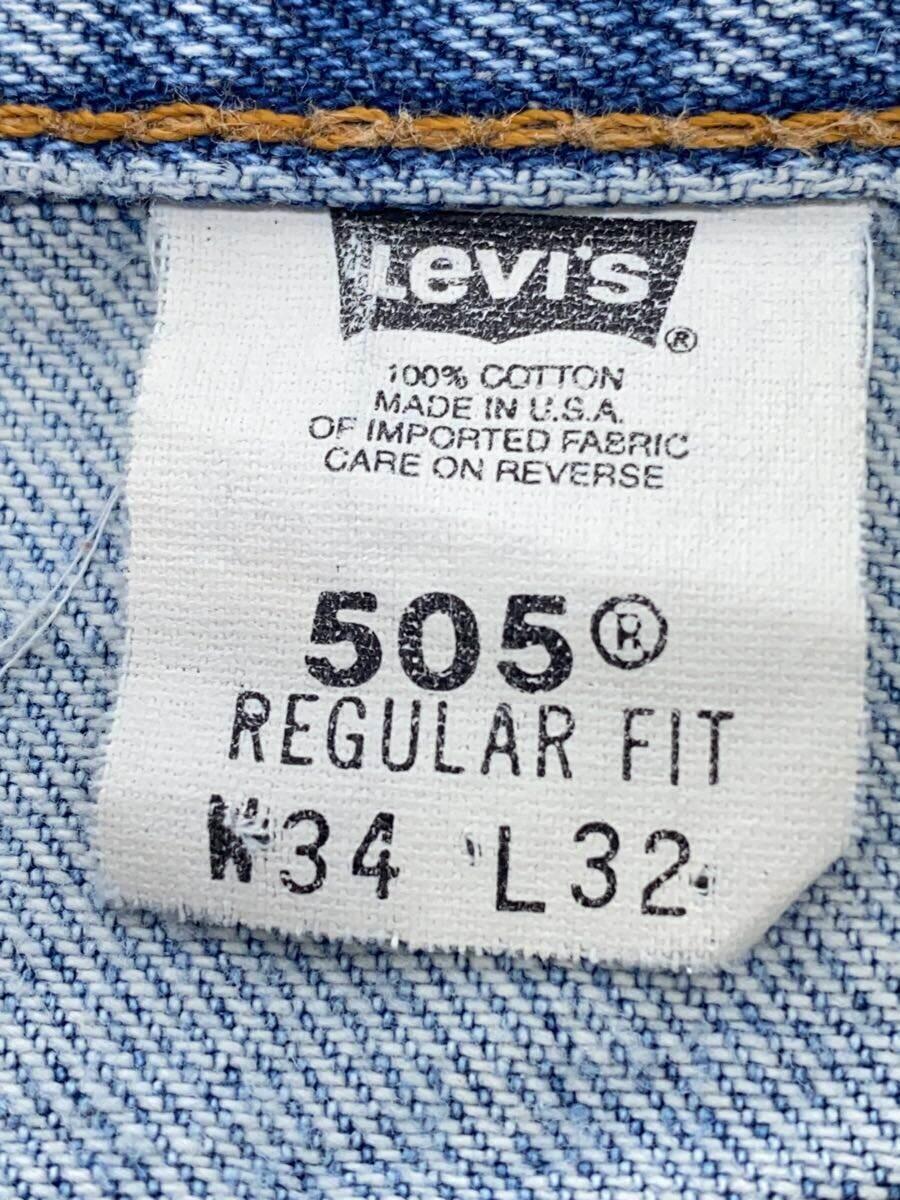 Levi's ®
100% COTTON
MADE IN U.S.A.
OF IMPORTED FABRIC
CARE ON REVERSE
505®
REGULAR FIT
W34 L32